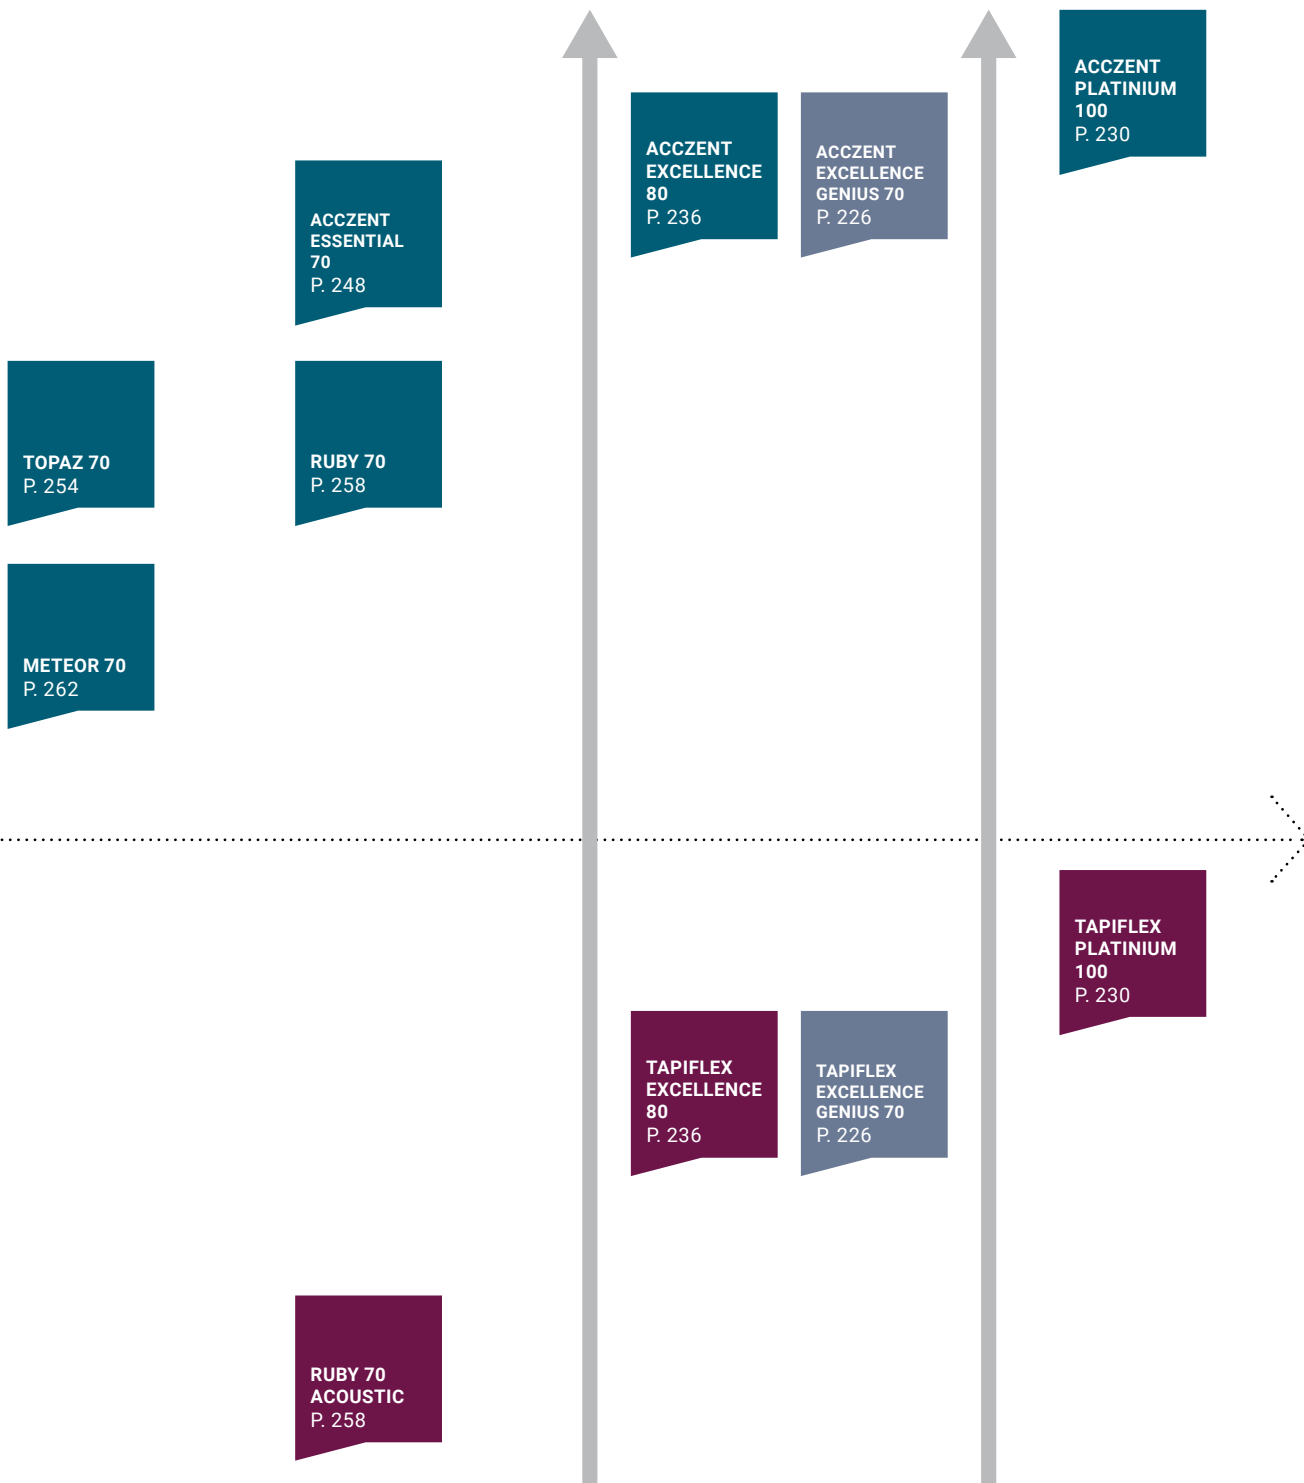 ACCZENT
PLATINIUM
100
P. 230
ACCZENT
EXCELLENCE
80
P. 236
ACCZENT
EXCELLENCE
GENIUS 70
P. 226
ACCZENT
ESSENTIAL
70
P. 248
TOPAZ 70
P. 254
RUBY 70
P. 258
METEOR 70
P. 262
TAPIFLEX
PLATINIUM
100
P. 230
TAPIFLEX
EXCELLENCE
80
P. 236
TAPIFLEX
EXCELLENCE
GENIUS 70
P. 226
RUBY 70
ACOUSTIC
P. 258